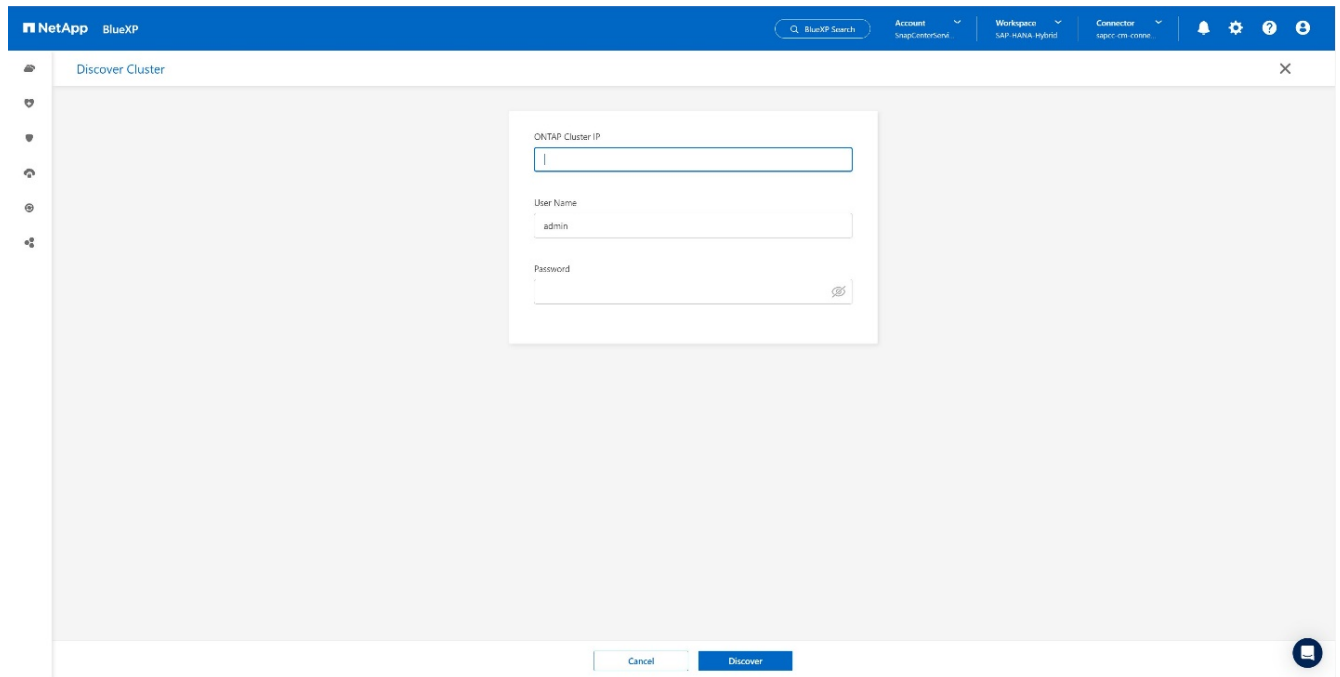 NetApp BlueXP
BlueXP Search
Account
SnapCenterServi...
Workspace
SAP-HANA-Hybrid
Connector
sapcc-cm-conne...
Discover Cluster
ONTAP Cluster IP
User Name
admin
Password
Cancel
Discover